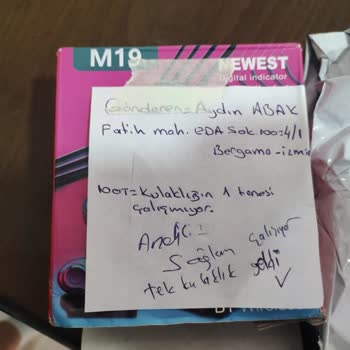 M19
NEWEST
Digital indicator
Gönderen = Aydın ABAK
Fatih mah. EDA Sok no:4/1
Bergama-izmir
NOT= Kulaklığın 1 tanesi
çalışmıyor.
Sağlam çalışıyor
tek kulaklık geldi ✓